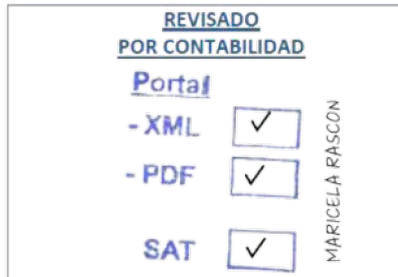 REVISADO
POR CONTABILIDAD
Portal
- XML ✓
- PDF ✓
SAT ✓
MARICELA RASCON